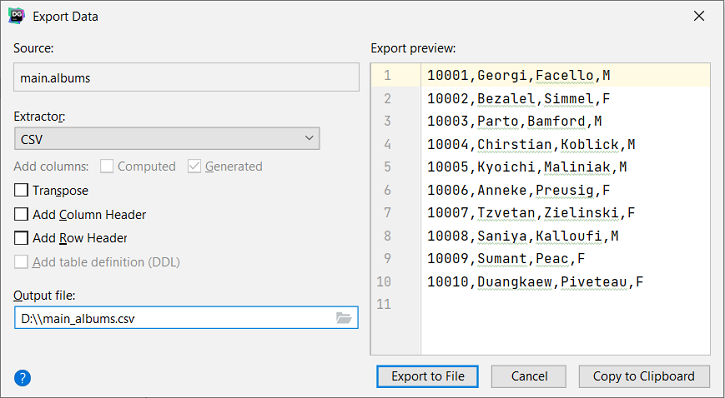 DG
Export Data
Source:
main.albums
Extractor:
CSV
Add columns: Computed Generated
Transpose
Add Column Header
Add Row Header
Add table definition (DDL)
Output file:
D:\\main_albums.csv
?
Export preview:
1 10001,Georgi,Facello,M
2 10002,Bezalel,Simmel,F
3 10003,Parto,Bamford,M
4 10004,Chirstian,Koblick,M
5 10005,Kyoichi,Maliniak,M
6 10006,Anneke,Preusig,F
7 10007,Tzvetan,Zielinski,F
8 10008,Saniya,Kalloufi,M
9 10009,Sumant,Peac,F
10 10010,Duangkaew,Piveteau,F
11
Export to File Cancel Copy to Clipboard